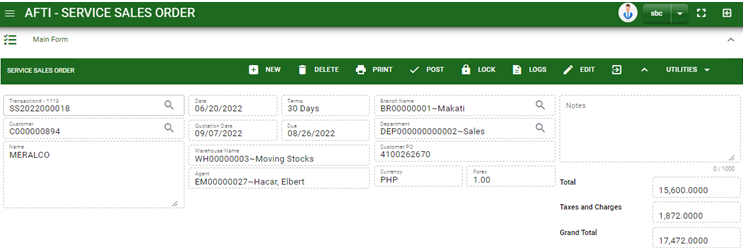 AFTI - SERVICE SALES ORDER
sbc
Main Form
SERVICE SALES ORDER
NEW
DELETE
PRINT
POST
LOCK
LOGS
EDIT
UTILITIES
Transaction# - 1113
SS2022000018
Date
06/20/2022
Terms
30 Days
Branch Name
BR00000001~Makati
Notes
Customer
C000000894
Quotation Date
09/07/2022
Due
08/26/2022
Department
DEP000000000002~Sales
Name
MERALCO
Warehouse Name
WH00000003~Moving Stocks
Customer PO
4100262670
0 / 1000
Agent
EM00000027~Hacar, Elbert
Currency
PHP
Forex
1.00
Total
15,600.0000
Taxes and Charges
1,872.0000
Grand Total
17,472.0000